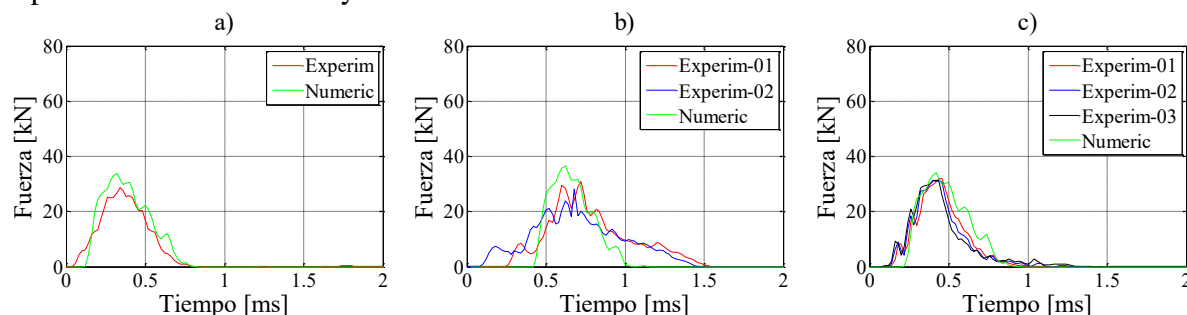 a)
80
60
40
20
0
Fuerza [kN]
Experim
Numeric
0 0.5 1 1.5 2
Tiempo [ms]
b)
80
60
40
20
0
Fuerza [kN]
Experim-01
Experim-02
Numeric
0 0.5 1 1.5 2
Tiempo [ms]
c)
80
60
40
20
0
Fuerza [kN]
Experim-01
Experim-02
Experim-03
Numeric
0 0.5 1 1.5 2
Tiempo [ms]